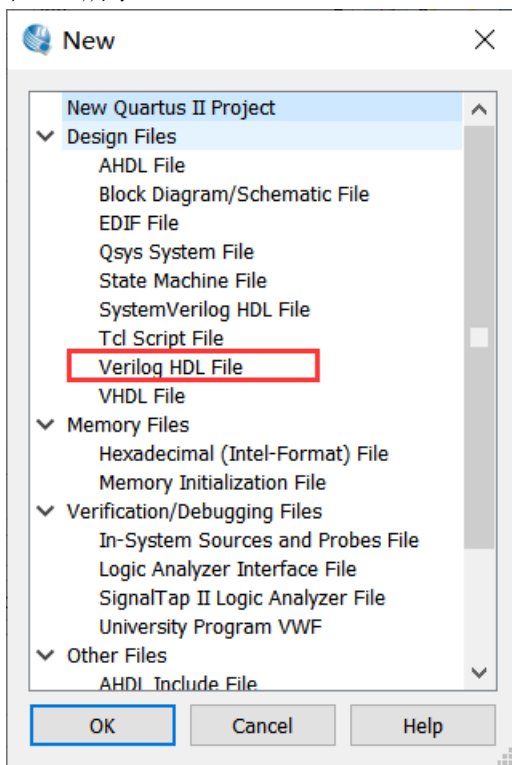 New
New Quartus II Project
Design Files
AHDL File
Block Diagram/Schematic File
EDIF File
Qsys System File
State Machine File
SystemVerilog HDL File
Tcl Script File
Verilog HDL File
VHDL File
Memory Files
Hexadecimal (Intel-Format) File
Memory Initialization File
Verification/Debugging Files
In-System Sources and Probes File
Logic Analyzer Interface File
SignalTap II Logic Analyzer File
University Program VWF
Other Files
AHDL Include File
OK Cancel Help